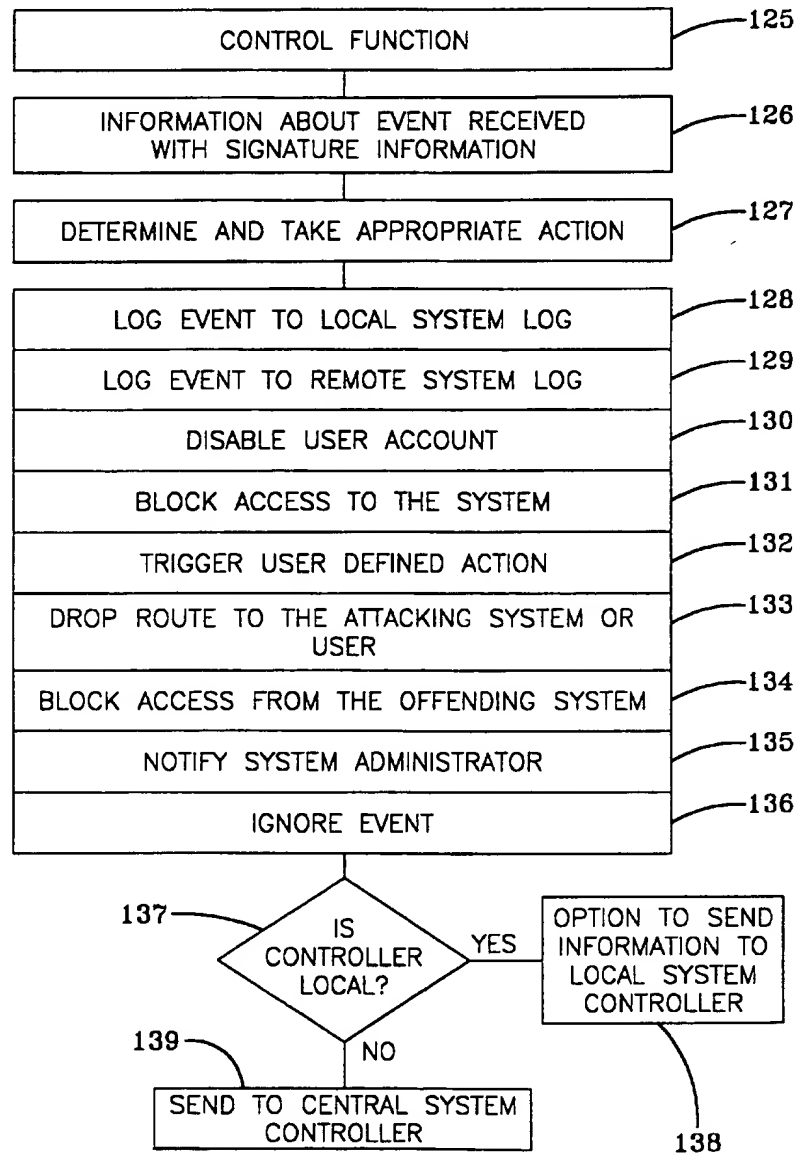 CONTROL FUNCTION
125
INFORMATION ABOUT EVENT RECEIVED
WITH SIGNATURE INFORMATION
126
DETERMINE AND TAKE APPROPRIATE ACTION
127
LOG EVENT TO LOCAL SYSTEM LOG
128
LOG EVENT TO REMOTE SYSTEM LOG
129
DISABLE USER ACCOUNT
130
BLOCK ACCESS TO THE SYSTEM
131
TRIGGER USER DEFINED ACTION
132
DROP ROUTE TO THE ATTACKING SYSTEM OR
USER
133
BLOCK ACCESS FROM THE OFFENDING SYSTEM
134
NOTIFY SYSTEM ADMINISTRATOR
135
IGNORE EVENT
136
137
IS
CONTROLLER
LOCAL?
YES
OPTION TO SEND
INFORMATION TO
LOCAL SYSTEM
CONTROLLER
138
NO
139
SEND TO CENTRAL SYSTEM
CONTROLLER